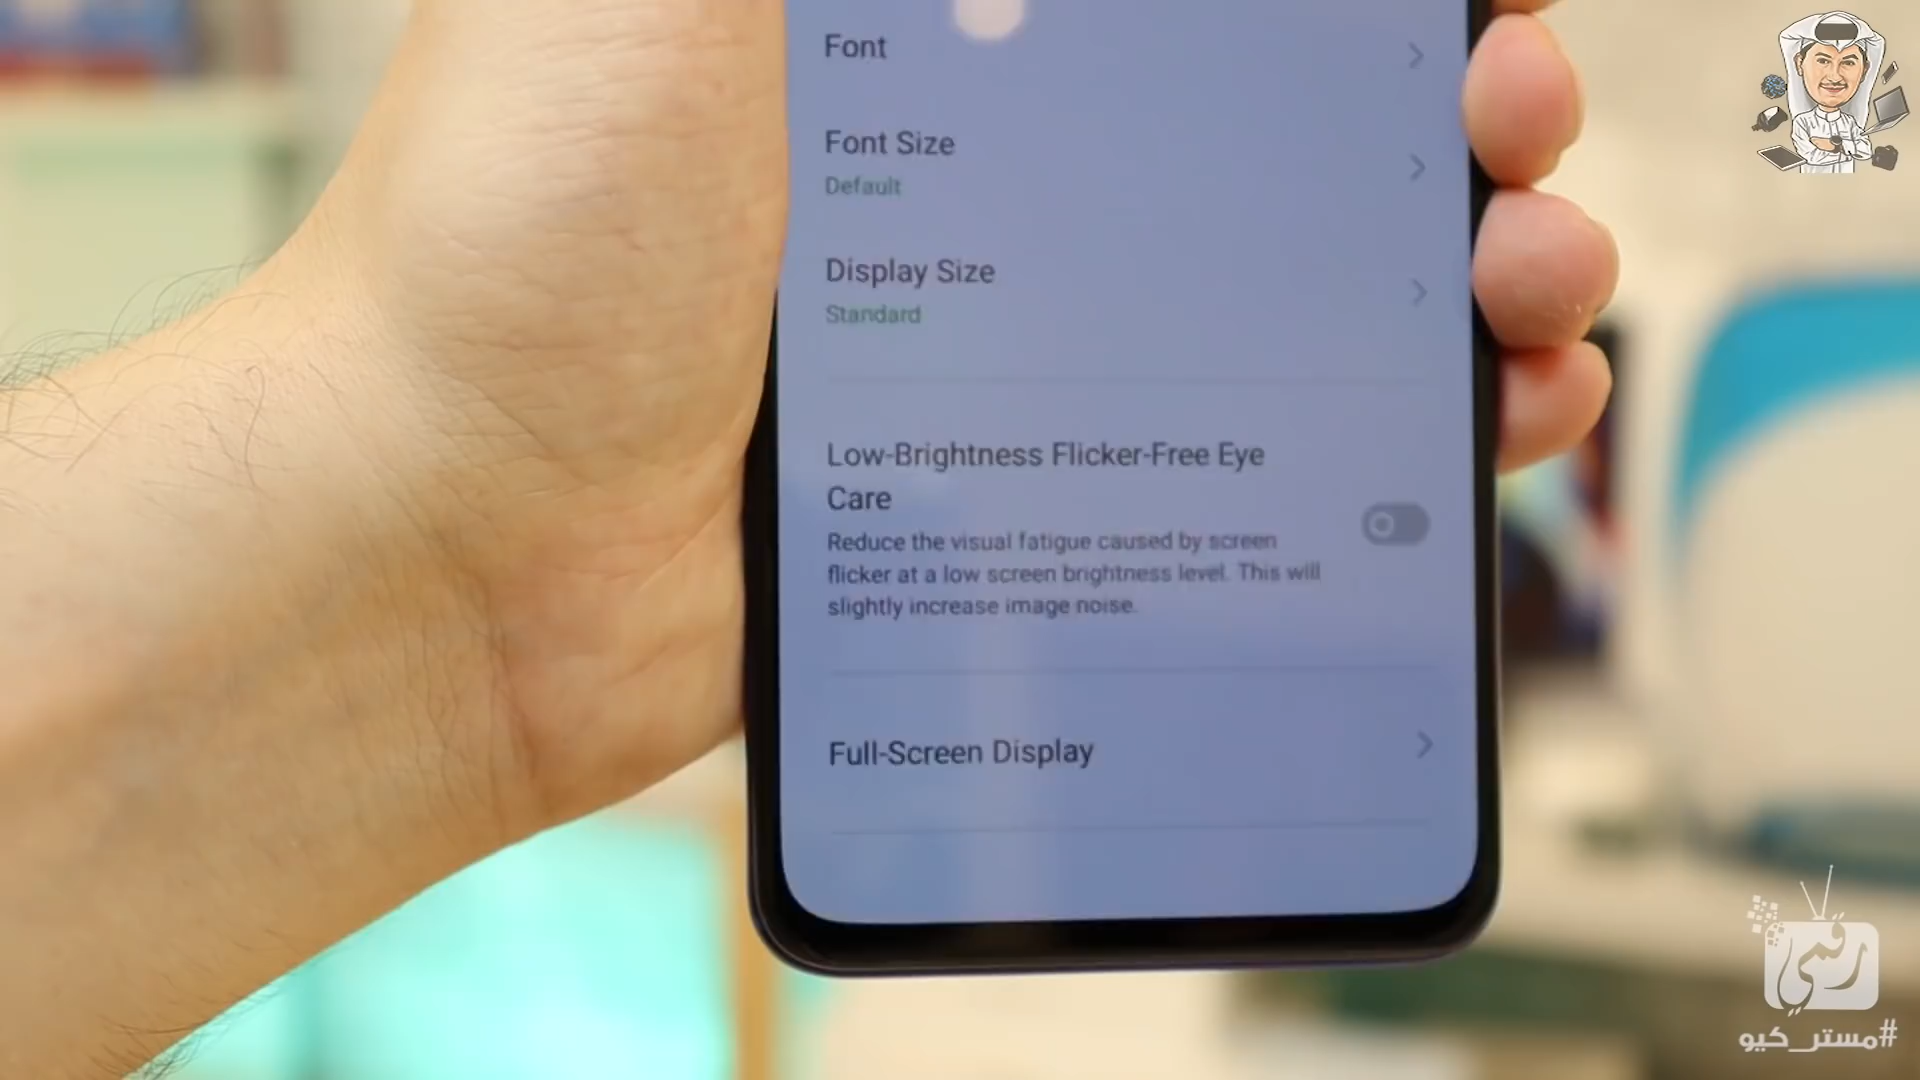 Font
Font Size
Default
Display Size
Standard
Low-Brightness Flicker-Free Eye
Care
Reduce the visual fatigue caused by screen
flicker at a low screen brightness level. This will
slightly increase image noise.
Full-Screen Display
رقمي
#مستر_كيو